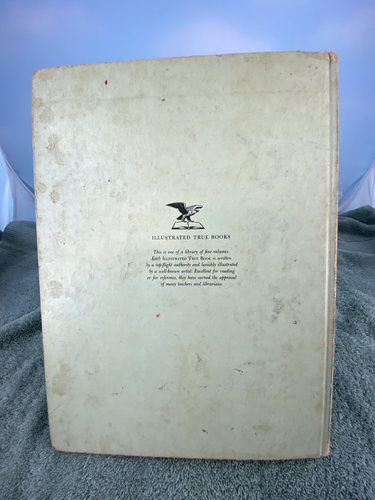 ILLUSTRATED TRUE BOOKS
This is one of a library of fine volumes.
Each ILLUSTRATED TRUE BOOK is written
by a top-flight authority and lavishly illustrated
by a well-known artist. Excellent for reading
or for reference, they have earned the approval
of many teachers and librarians.